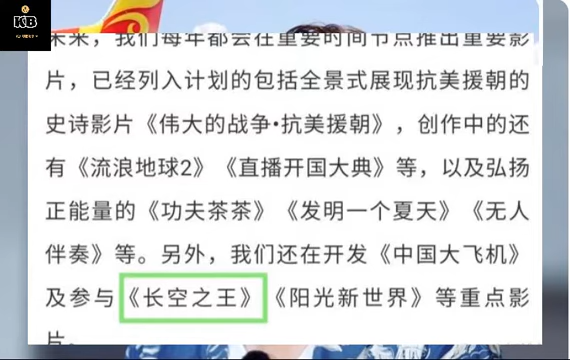 KB
未来，我们每年都会在重要时间节点推出重要影
片，已经列入计划的包括全景式展现抗美援朝的
史诗影片《伟大的战争•抗美援朝》，创作中的还
有《流浪地球2》《直播开国大典》等，以及弘扬
正能量的《功夫茶茶》《发明一个夏天》《无人
伴奏》等。另外，我们还在开发《中国大飞机》
及参与《长空之王》《阳光新世界》等重点影
片。